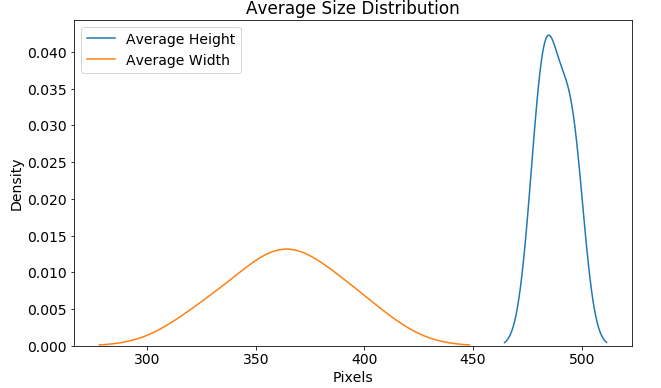 Average Size Distribution
Average Height
Average Width
Density
0.040
0.035
0.030
0.025
0.020
0.015
0.010
0.005
0.000
300 350 400 450 500
Pixels